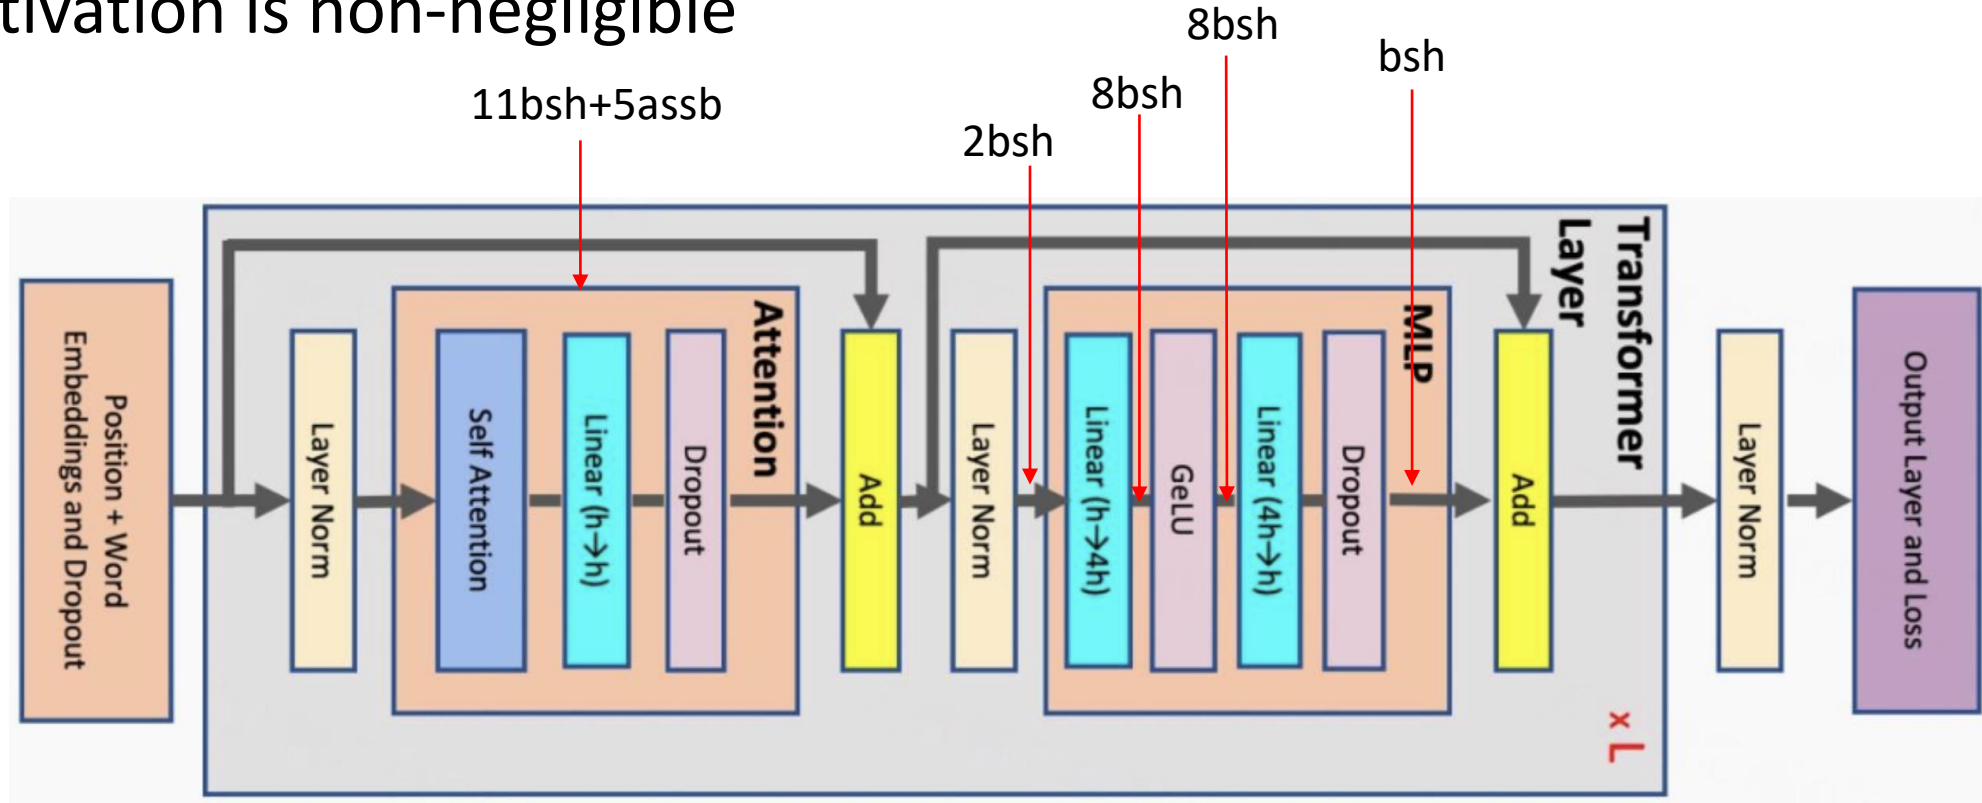 tivation is non-negligible
11bsh+5assb
2bsh
8bsh
8bsh
bsh
Position + Word
Embeddings and Dropout
Layer Norm
Self Attention
Linear (h→h)
Dropout
Attention
Add
Layer Norm
Linear (h→4h)
GeLU
Linear (4h→h)
Dropout
MLP
Add
Transformer
Layer
x L
Layer Norm
Output Layer and Loss